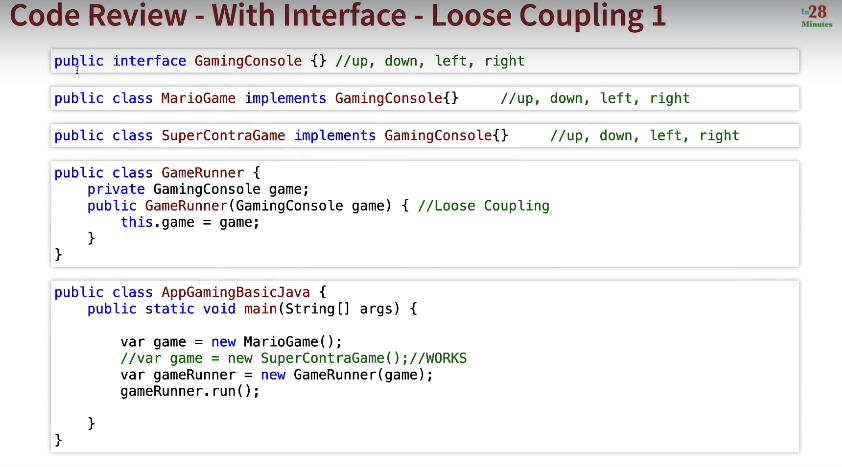 Code Review - With Interface - Loose Coupling 1
In28
Minutes
public interface GamingConsole {} //up, down, left, right
public class MarioGame implements GamingConsole{}     //up, down, left, right
public class SuperContraGame implements GamingConsole{}     //up, down, left, right
public class GameRunner {
    private GamingConsole game;
    public GameRunner(GamingConsole game) { //Loose Coupling
        this.game = game;
    }
}
public class AppGamingBasicJava {
    public static void main(String[] args) {
        var game = new MarioGame();
        //var game = new SuperContraGame();//WORKS
        var gameRunner = new GameRunner(game);
        gameRunner.run();
    }
}